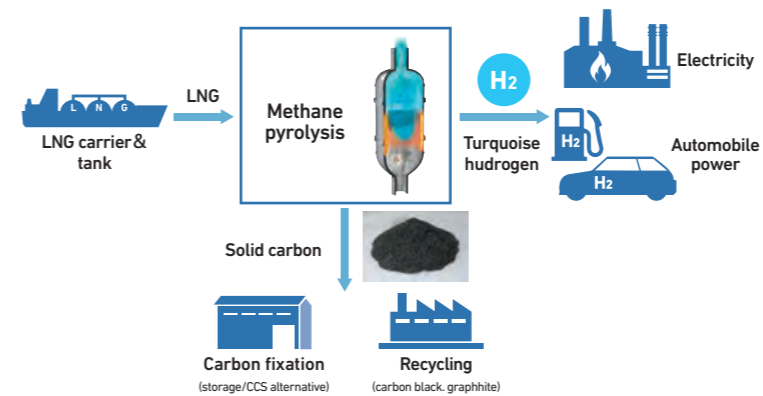 L N G
LNG carrier &
tank
LNG
Methane
pyrolysis
H2
Turquoise
hudrogen
Electricity
H2
H2
Automobile
power
Solid carbon
Carbon fixation
(storage/CCS alternative)
Recycling
(carbon black. graphhite)